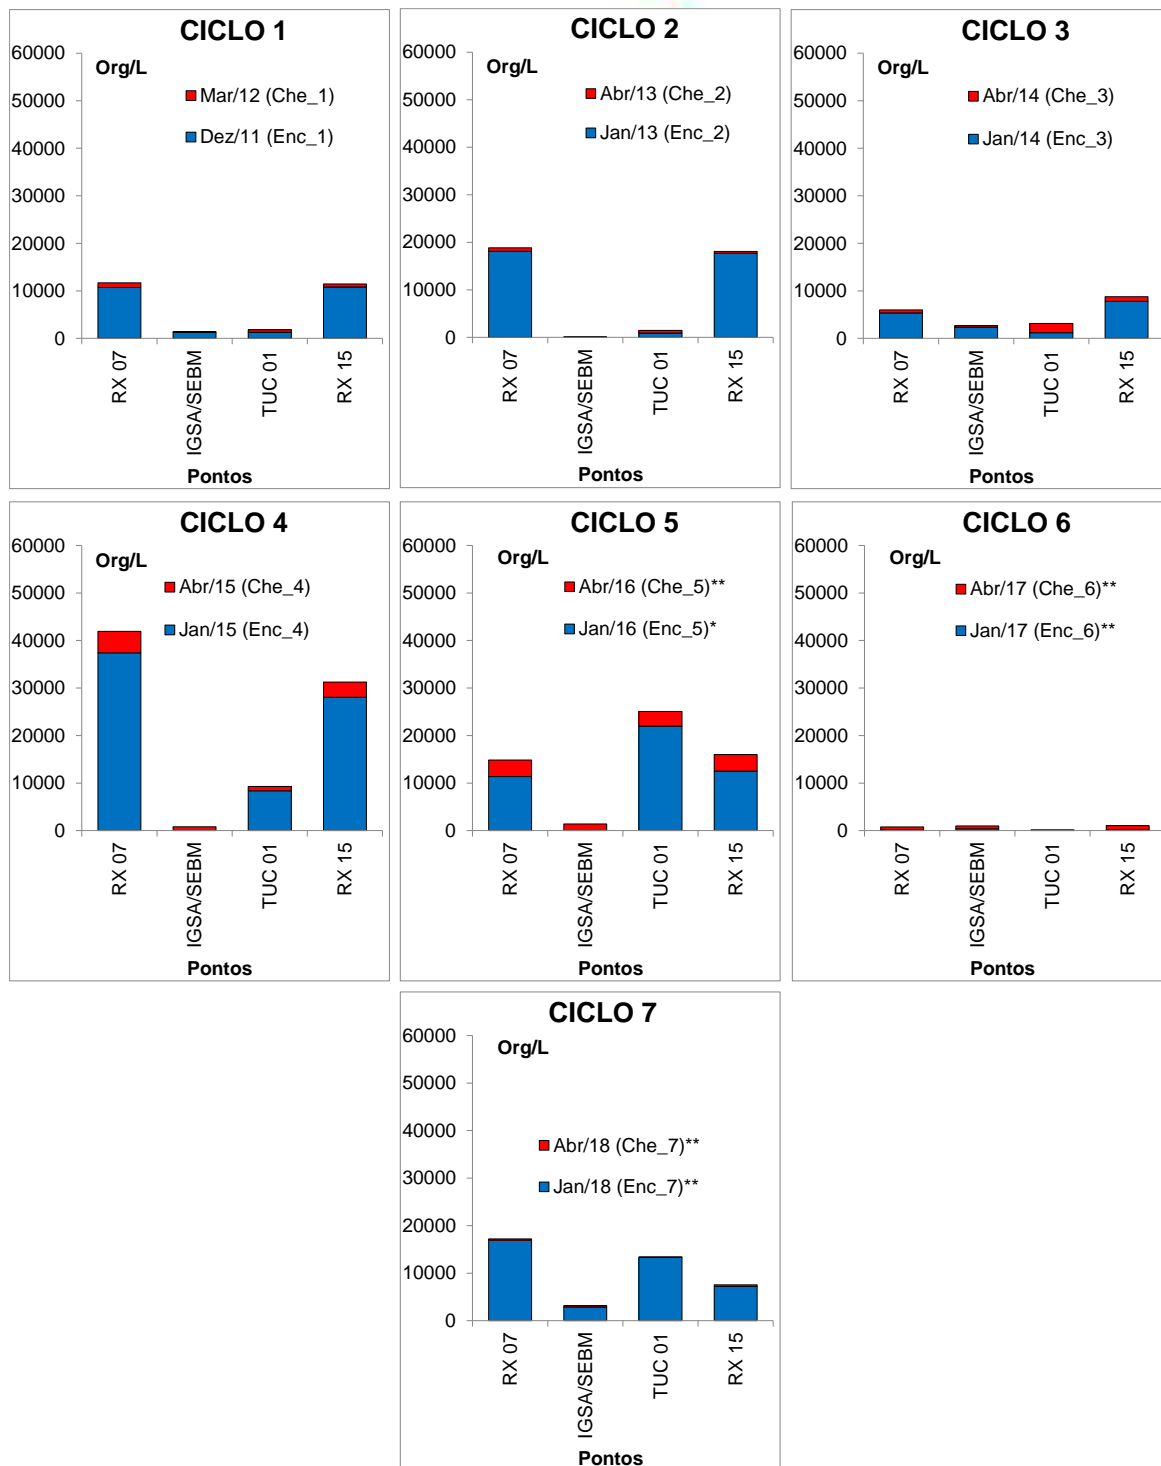 CICLO 1
Org/L
60000
50000
40000
30000
20000
10000
0
Mar/12 (Che_1)
Dez/11 (Enc_1)
RX 07
IGSA/SEBM
TUC 01
RX 15
Pontos
CICLO 2
Org/L
60000
50000
40000
30000
20000
10000
0
Abr/13 (Che_2)
Jan/13 (Enc_2)
RX 07
IGSA/SEBM
TUC 01
RX 15
Pontos
CICLO 3
Org/L
60000
50000
40000
30000
20000
10000
0
Abr/14 (Che_3)
Jan/14 (Enc_3)
RX 07
IGSA/SEBM
TUC 01
RX 15
Pontos
CICLO 4
Org/L
60000
50000
40000
30000
20000
10000
0
Abr/15 (Che_4)
Jan/15 (Enc_4)
RX 07
IGSA/SEBM
TUC 01
RX 15
Pontos
CICLO 5
Org/L
60000
50000
40000
30000
20000
10000
0
Abr/16 (Che_5)**
Jan/16 (Enc_5)*
RX 07
IGSA/SEBM
TUC 01
RX 15
Pontos
CICLO 6
Org/L
60000
50000
40000
30000
20000
10000
0
Abr/17 (Che_6)**
Jan/17 (Enc_6)**
RX 07
IGSA/SEBM
TUC 01
RX 15
Pontos
CICLO 7
Org/L
60000
50000
40000
30000
20000
10000
0
Abr/18 (Che_7)**
Jan/18 (Enc_7)**
RX 07
IGSA/SEBM
TUC 01
RX 15
Pontos